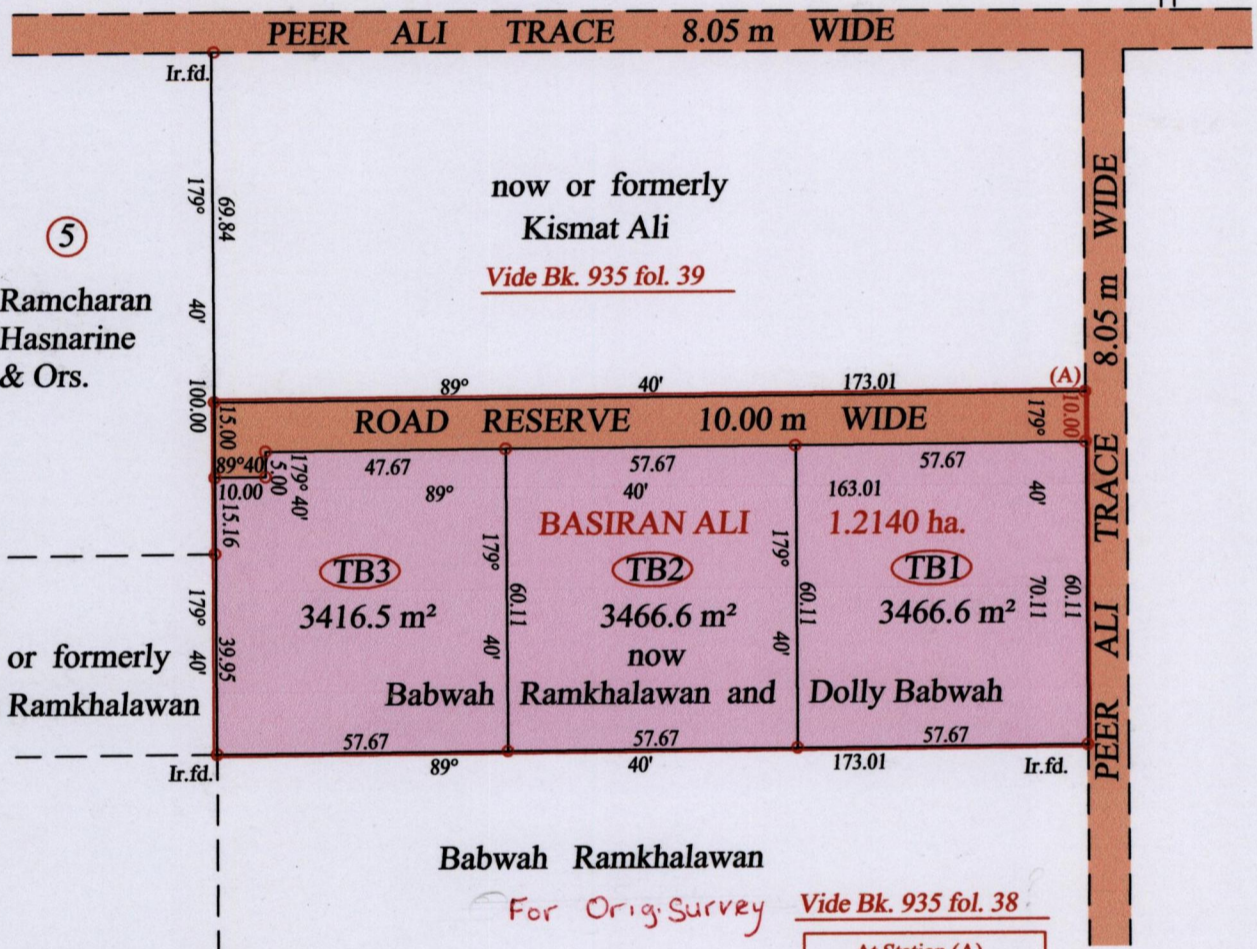 PEER ALI TRACE 8.05 m WIDE
Ir.fd.
179° 40'
69.84
100.00
5
Ramcharan
Hasnarine
& Ors.
now or formerly
Kismat Ali
Vide Bk. 935 fol. 39
PEER ALI TRACE 8.05 m WIDE
89° 40' 173.01
(A)
15.00
ROAD RESERVE 10.00 m WIDE
10.00
179° 40'
89°40'
10.00
5.00
179° 40'
47.67
57.67
57.67
89° 40' 163.01
15.16
BASIRAN ALI 1.2140 ha.
TB3
3416.5 m²
179° 40'
60.11
TB2
3466.6 m²
179° 40'
60.11
TB1
3466.6 m²
70.11
60.11
now
Babwah Ramkhalawan and Dolly Babwah
179° 40'
39.95
or formerly
Ramkhalawan
57.67
57.67
57.67
Ir.fd.
89° 40' 173.01
Ir.fd.
Babwah Ramkhalawan
For Orig. Survey
Vide Bk. 935 fol. 38
At Station (A)